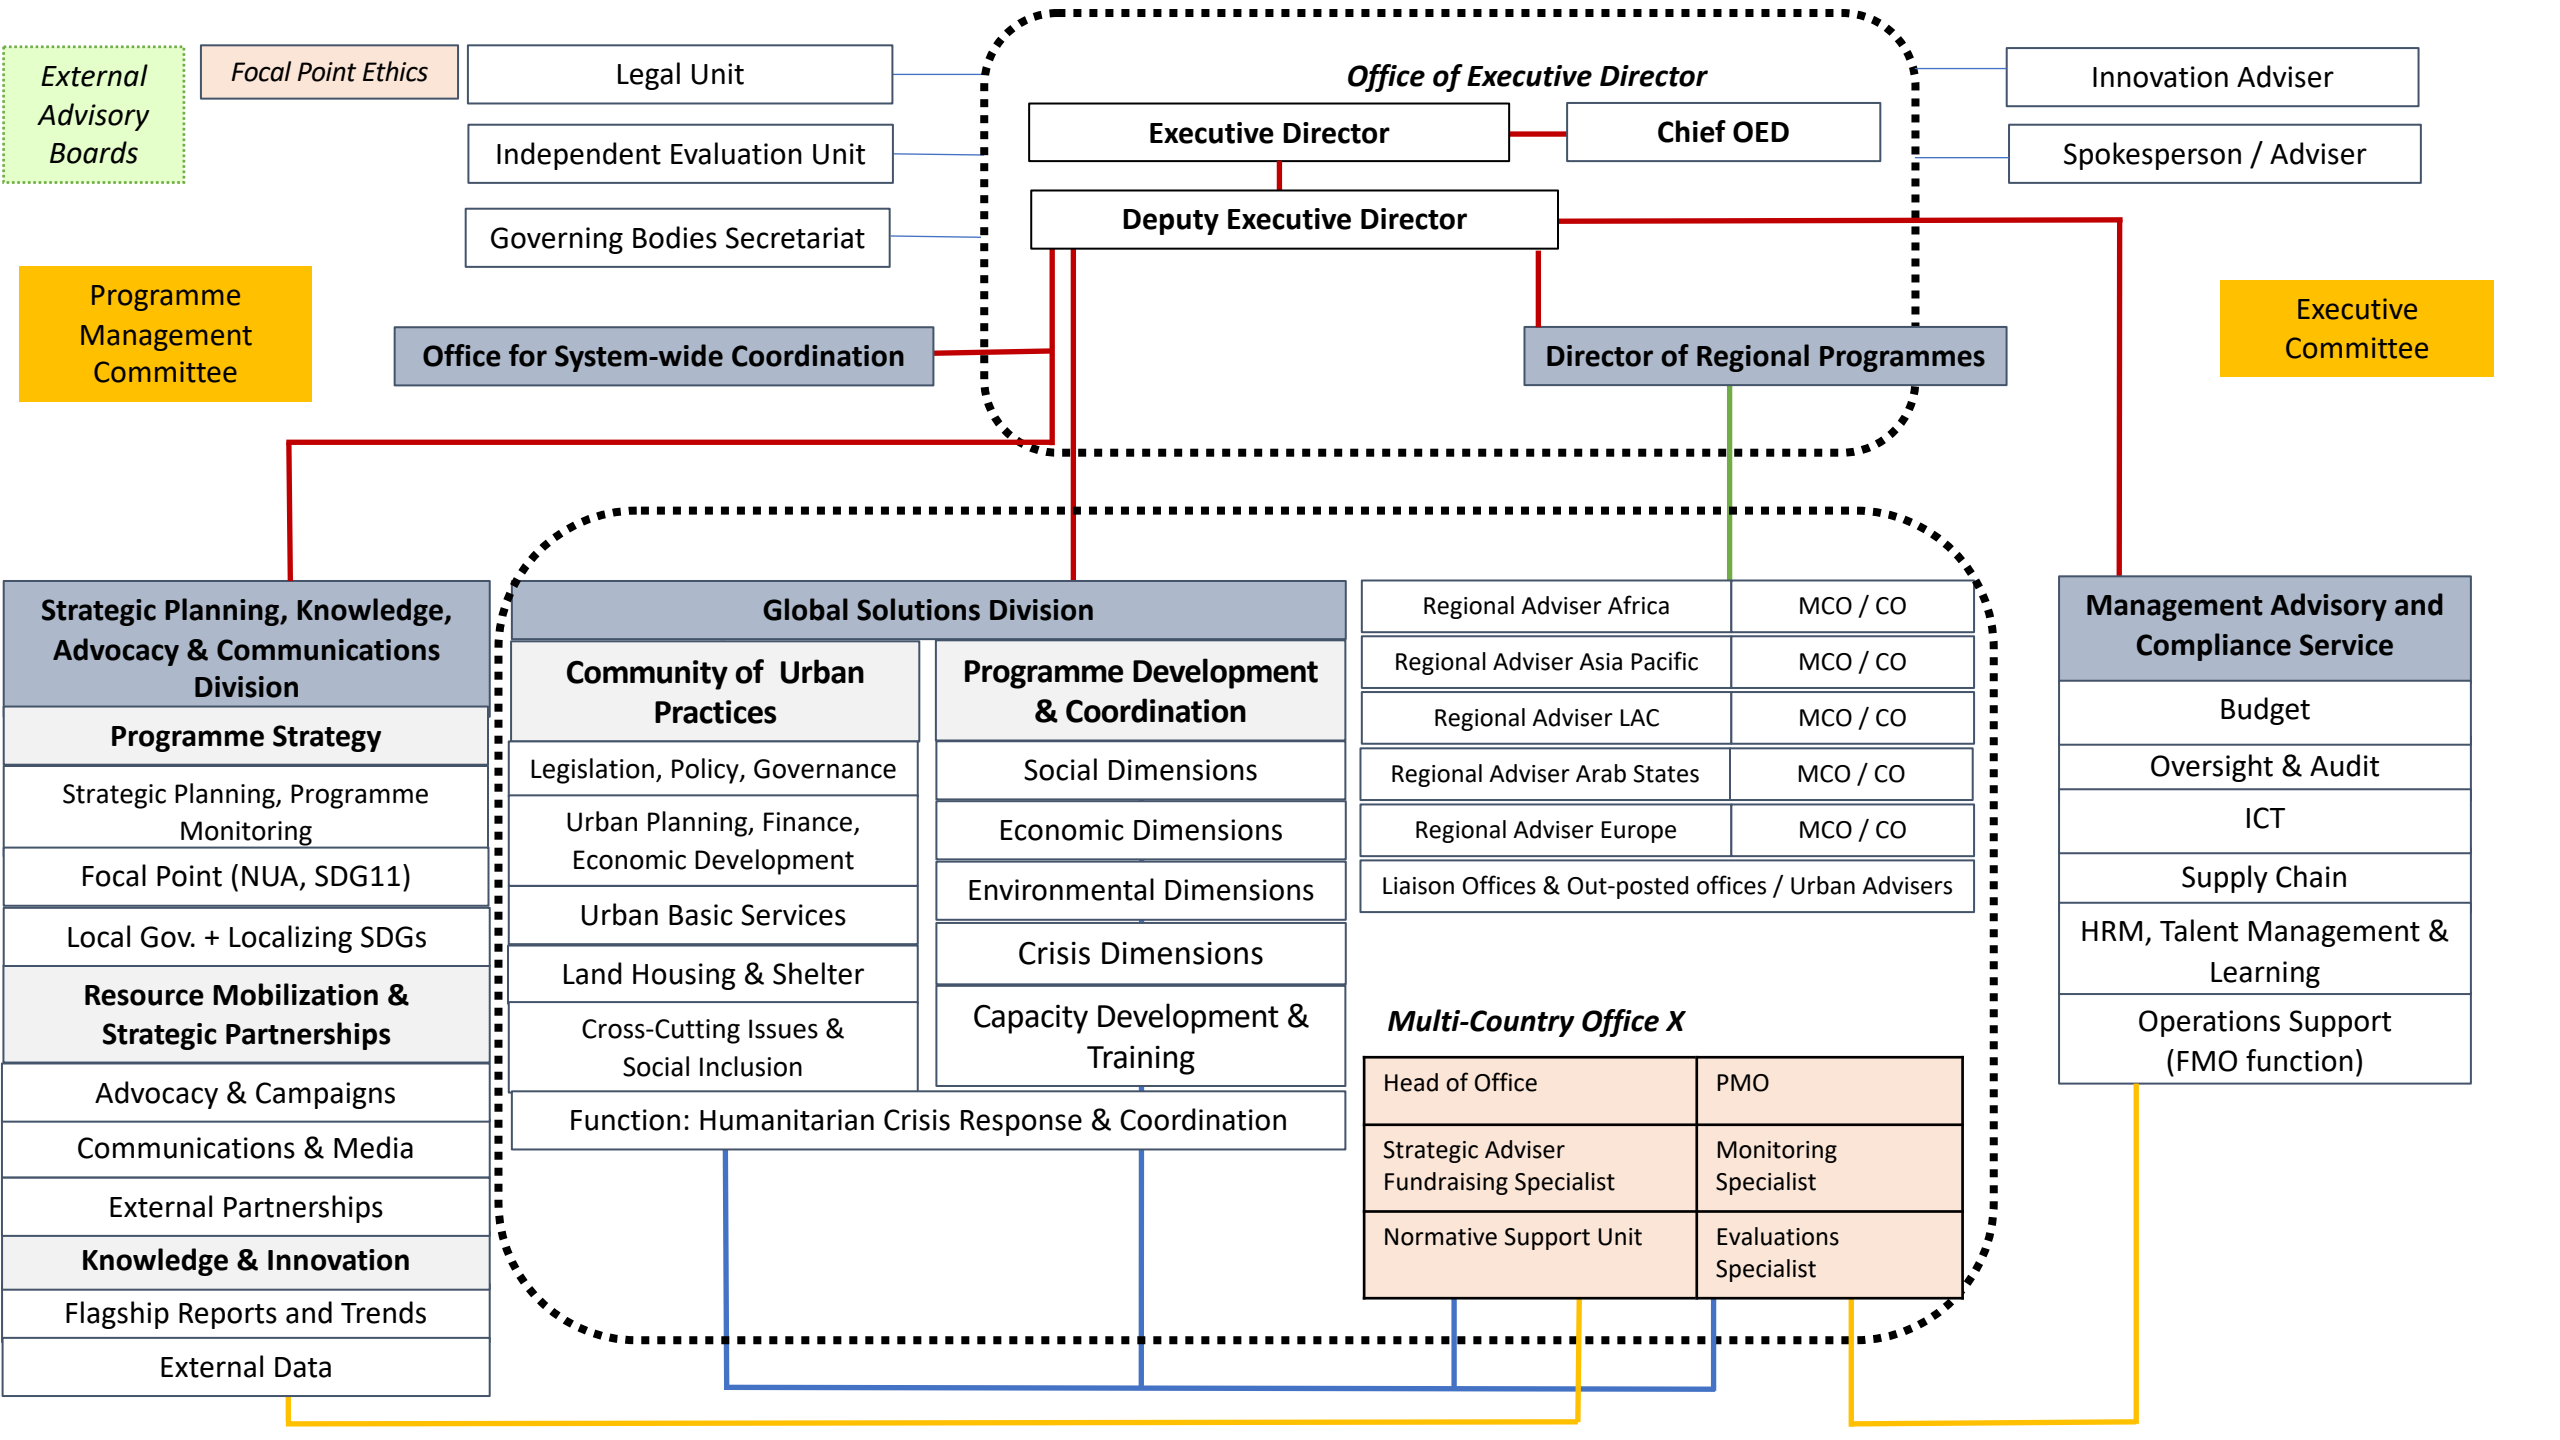 External
Advisory
Boards
Focal Point Ethics
Legal Unit
Independent Evaluation Unit
Governing Bodies Secretariat
Office of Executive Director
Executive Director
Chief OED
Deputy Executive Director
Innovation Adviser
Spokesperson / Adviser
Programme
Management
Committee
Executive
Committee
Office for System-wide Coordination
Director of Regional Programmes
Strategic Planning, Knowledge,
Advocacy & Communications
Division
Programme Strategy
Strategic Planning, Programme
Monitoring
Focal Point (NUA, SDG11)
Local Gov. + Localizing SDGs
Resource Mobilization &
Strategic Partnerships
Advocacy & Campaigns
Communications & Media
External Partnerships
Knowledge & Innovation
Flagship Reports and Trends
External Data
Global Solutions Division
Community of Urban
Practices
Legislation, Policy, Governance
Urban Planning, Finance,
Economic Development
Urban Basic Services
Land Housing & Shelter
Cross-Cutting Issues &
Social Inclusion
Programme Development
& Coordination
Social Dimensions
Economic Dimensions
Environmental Dimensions
Crisis Dimensions
Capacity Development &
Training
Function: Humanitarian Crisis Response & Coordination
Regional Adviser Africa
MCO / CO
Regional Adviser Asia Pacific
MCO / CO
Regional Adviser LAC
MCO / CO
Regional Adviser Arab States
MCO / CO
Regional Adviser Europe
MCO / CO
Liaison Offices & Out-posted offices / Urban Advisers
Multi-Country Office X
Head of Office
PMO
Strategic Adviser
Fundraising Specialist
Monitoring
Specialist
Normative Support Unit
Evaluations
Specialist
Management Advisory and
Compliance Service
Budget
Oversight & Audit
ICT
Supply Chain
HRM, Talent Management &
Learning
Operations Support
(FMO function)